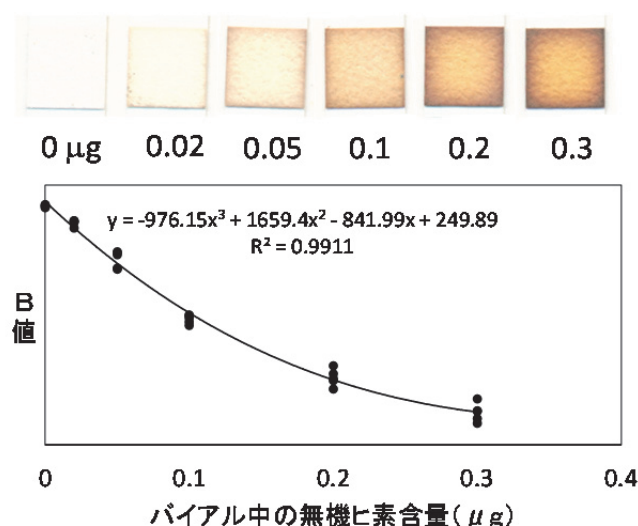 0 μg 0.02 0.05 0.1 0.2 0.3
y = -976.15x³ + 1659.4x² - 841.99x + 249.89
R² = 0.9911
B値
0 0.1 0.2 0.3 0.4
バイアル中の無機ヒ素含量(μg)